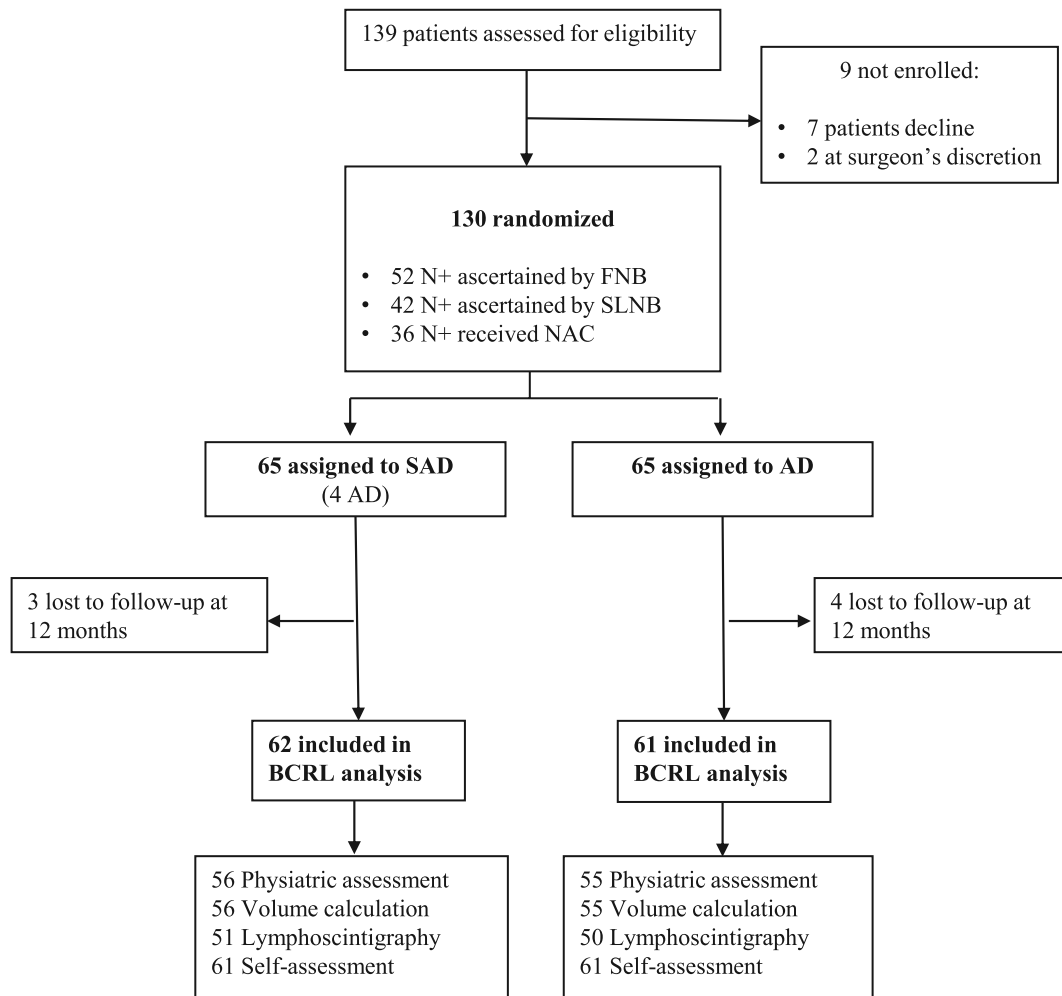 139 patients assessed for eligibility
9 not enrolled:
• 7 patients decline
• 2 at surgeon’s discretion
130 randomized
• 52 N+ ascertained by FNB
• 42 N+ ascertained by SLNB
• 36 N+ received NAC
65 assigned to SAD
(4 AD)
65 assigned to AD
3 lost to follow-up at
12 months
4 lost to follow-up at
12 months
62 included in
BCRL analysis
61 included in
BCRL analysis
56 Physiatric assessment
56 Volume calculation
51 Lymphoscintigraphy
61 Self-assessment
55 Physiatric assessment
55 Volume calculation
50 Lymphoscintigraphy
61 Self-assessment